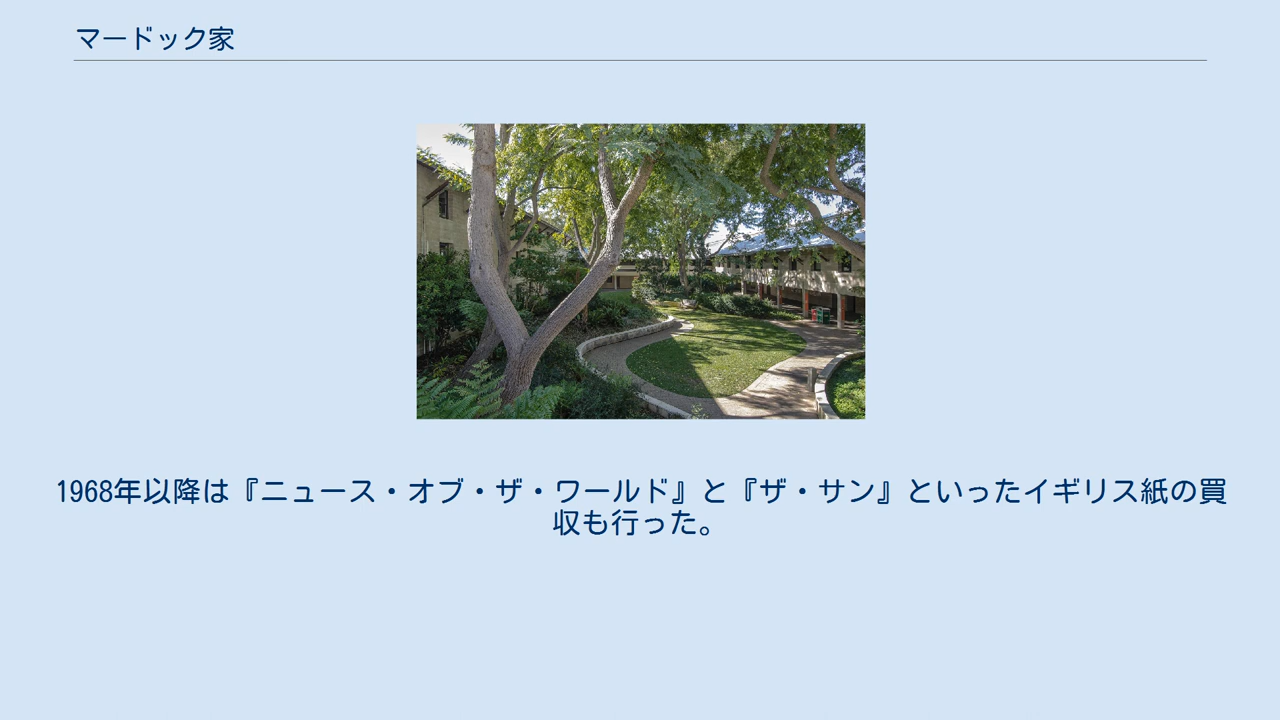 マードック家
1968年以降は『ニュース・オブ・ザ・ワールド』と『ザ・サン』といったイギリス紙の買
収も行った。